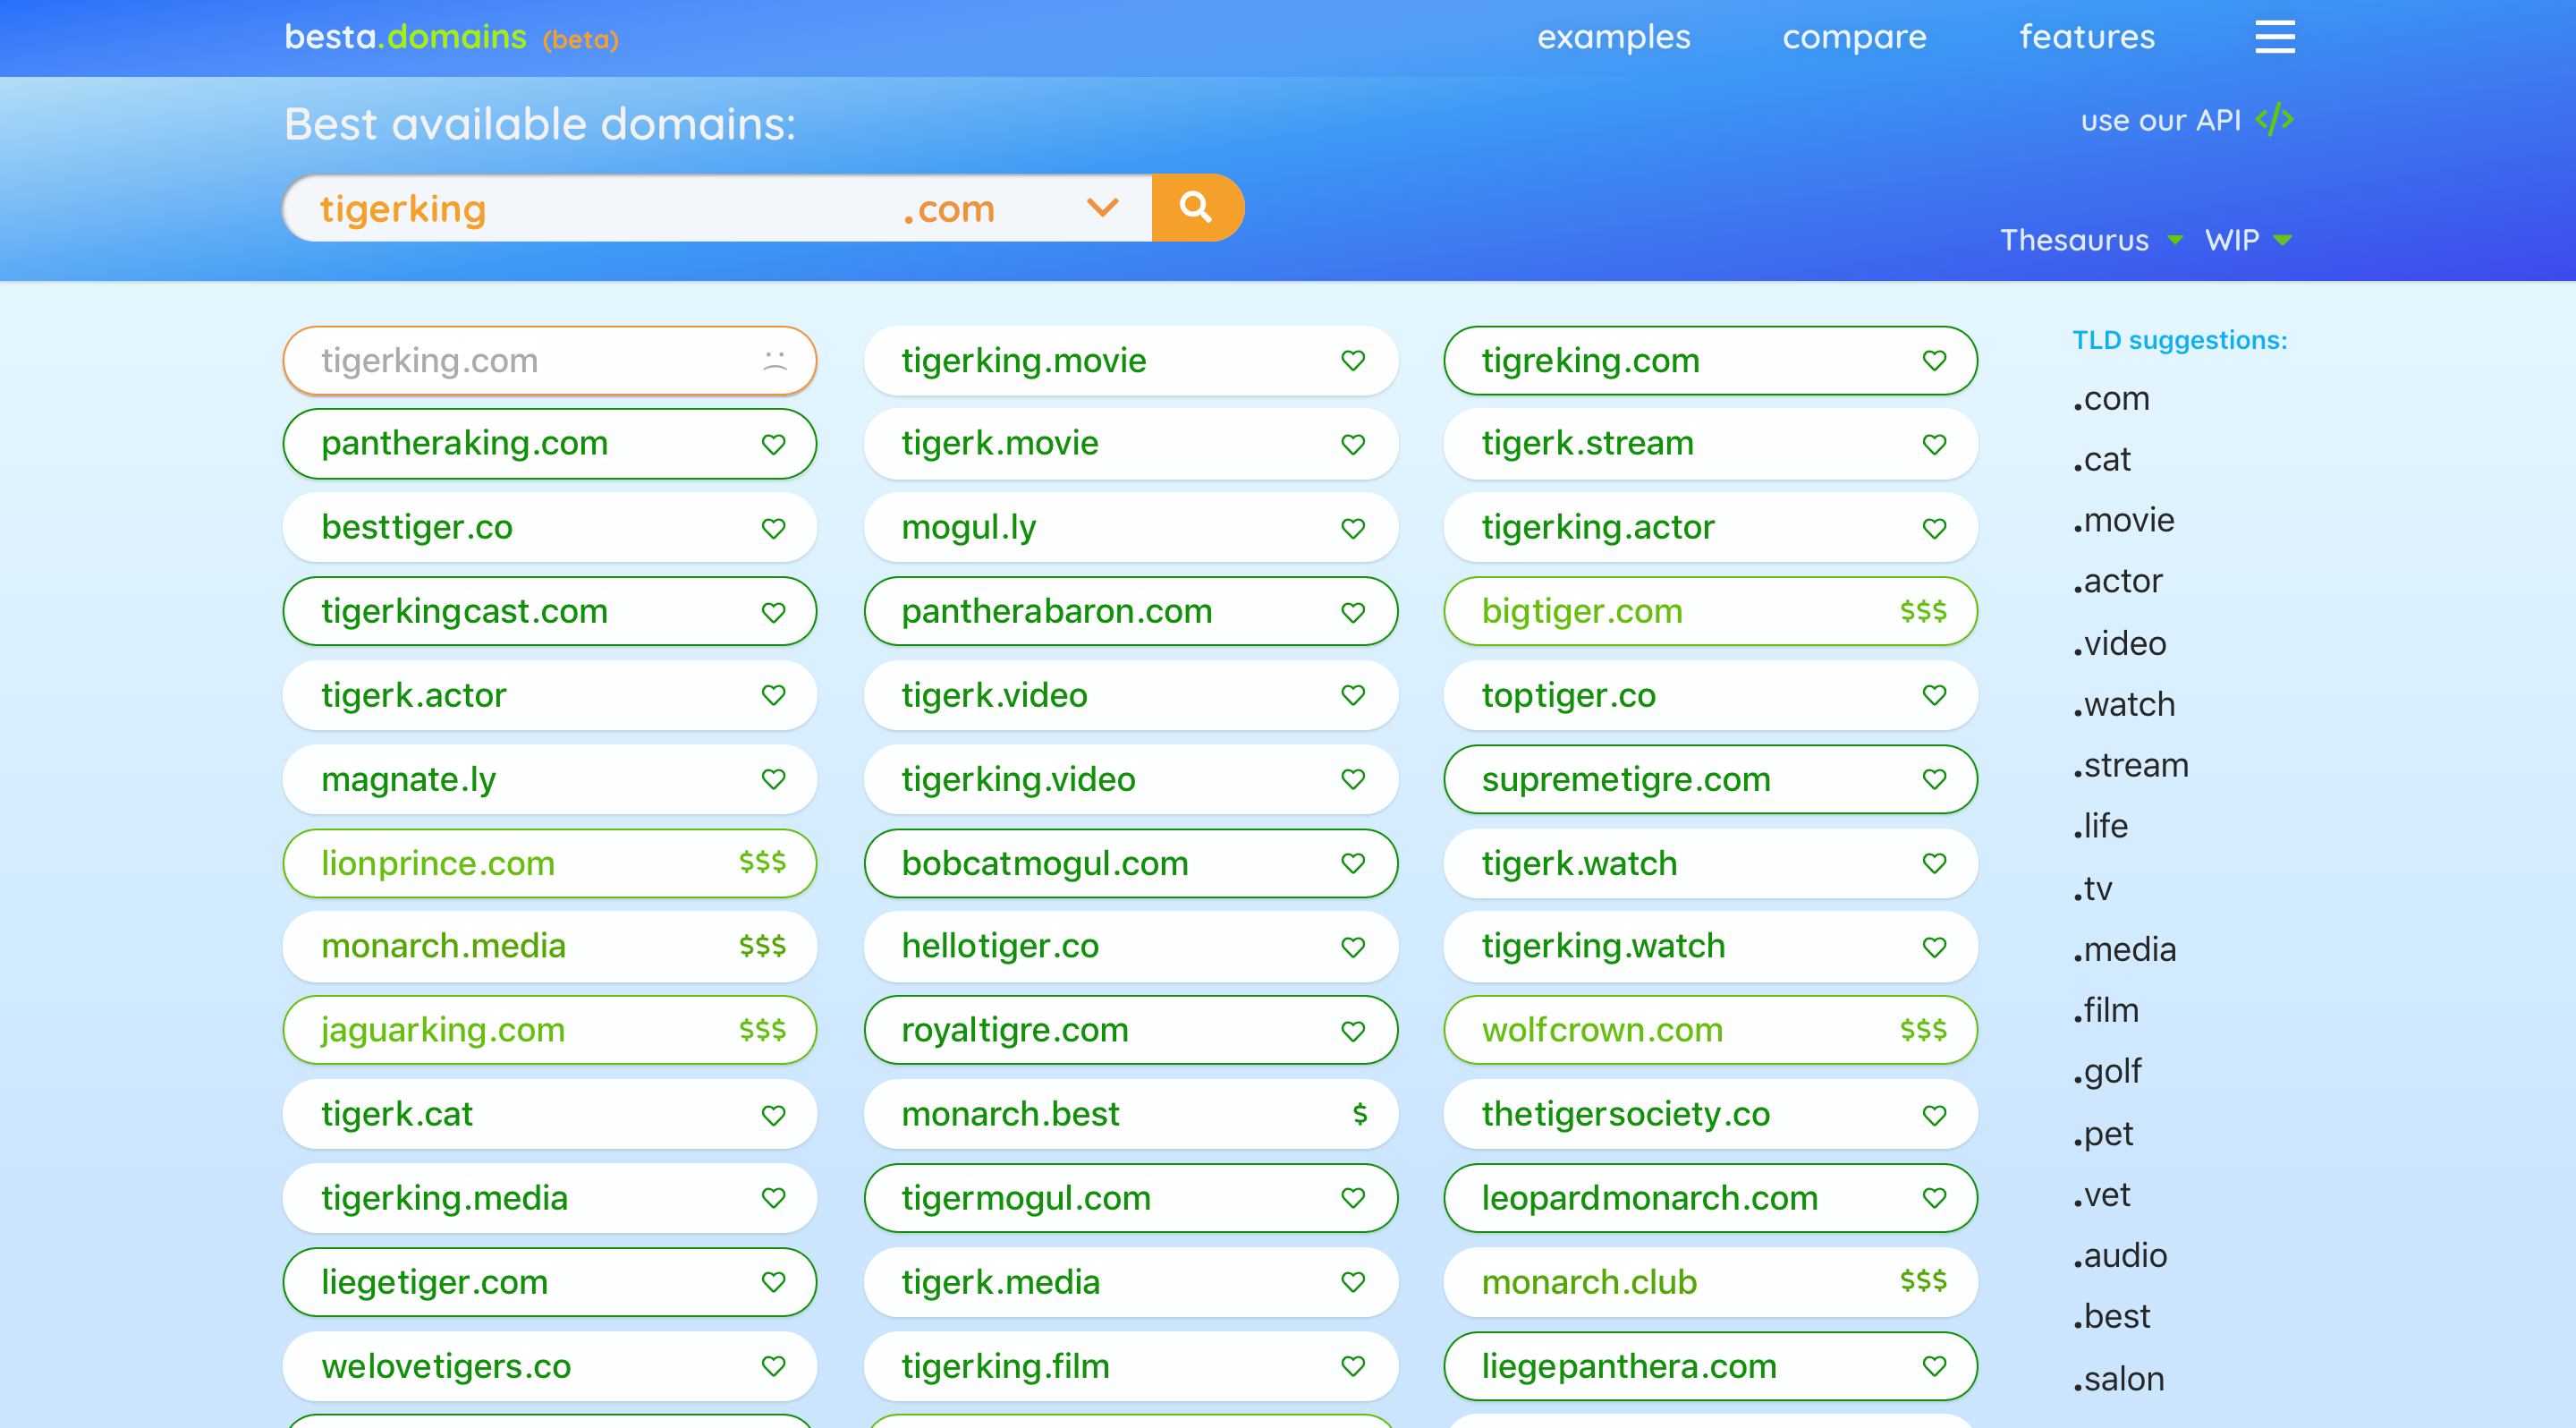 besta.domains (beta)
examples
compare
features
Best available domains:
use our API </>
tigerking .com
Thesaurus
WIP
tigerking.com
tigerking.movie
tigreking.com
pantheraking.com
tigerk.movie
tigerk.stream
besttiger.co
mogul.ly
tigerking.actor
tigerkingcast.com
pantherabaron.com
bigtiger.com $$$
tigerk.actor
tigerk.video
toptiger.co
magnate.ly
tigerking.video
supremetigre.com
lionprince.com $$$
bobcatmogul.com
tigerk.watch
monarch.media $$$
hellotiger.co
tigerking.watch
jaguarking.com $$$
royaltigre.com
wolfcrown.com $$$
tigerk.cat
monarch.best $
thetigersociety.co
tigerking.media
tigermogul.com
leopardmonarch.com
liegetiger.com
tigerk.media
monarch.club $$$
welovetigers.co
tigerking.film
liegepanthera.com
TLD suggestions:
.com
.cat
.movie
.actor
.video
.watch
.stream
.life
.tv
.media
.film
.golf
.pet
.vet
.audio
.best
.salon